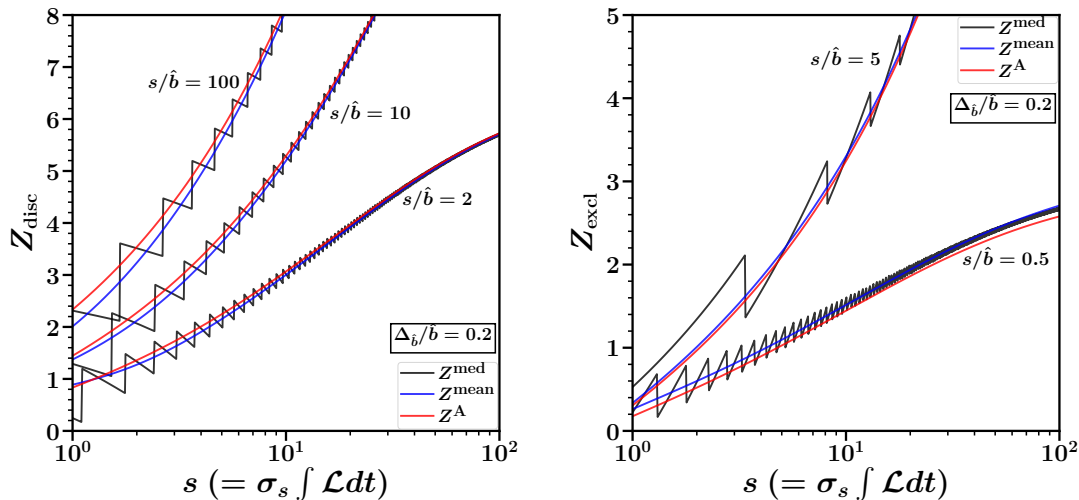 8
7
6
5
4
3
2
1
0
Z_disc
s/b̂ = 100
s/b̂ = 10
s/b̂ = 2
Δ_b̂/b̂ = 0.2
Z^med
Z^mean
Z^A
10^0
10^1
10^2
s (= σ_s ∫ ℒdt)
5
4
3
2
1
0
Z_excl
s/b̂ = 5
Z^med
Z^mean
Z^A
Δ_b̂/b̂ = 0.2
s/b̂ = 0.5
10^0
10^1
10^2
s (= σ_s ∫ ℒdt)